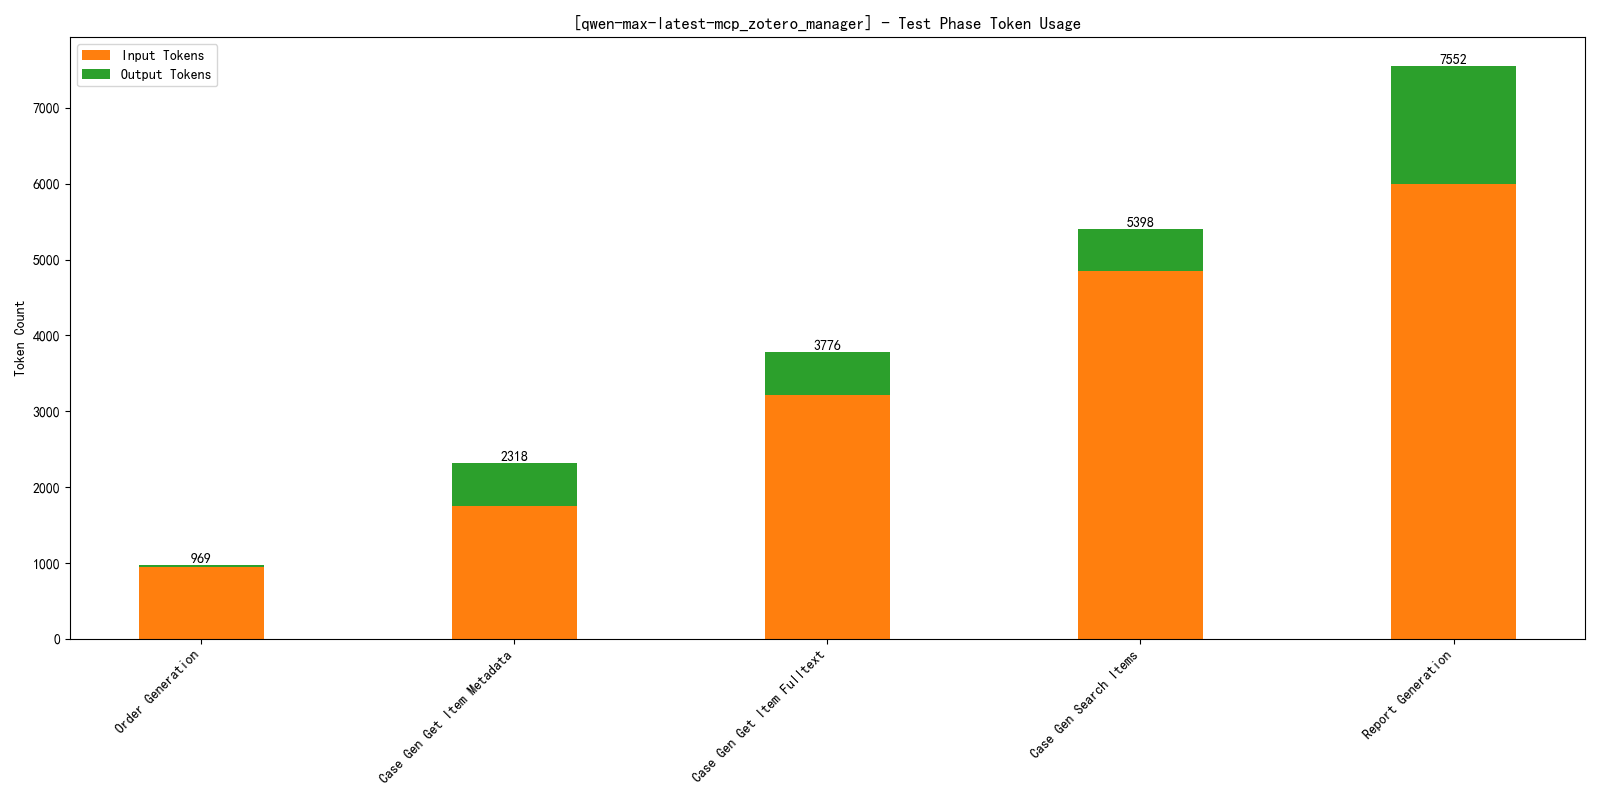 [qwen-max-latest-mcp_zotero_manager] - Test Phase Token Usage
Input Tokens
Output Tokens
Token Count
7000
6000
5000
4000
3000
2000
1000
0
969
2318
3776
5398
7552
Order Generation
Case Gen Get Item Metadata
Case Gen Get Item Fulltext
Case Gen Search Items
Report Generation